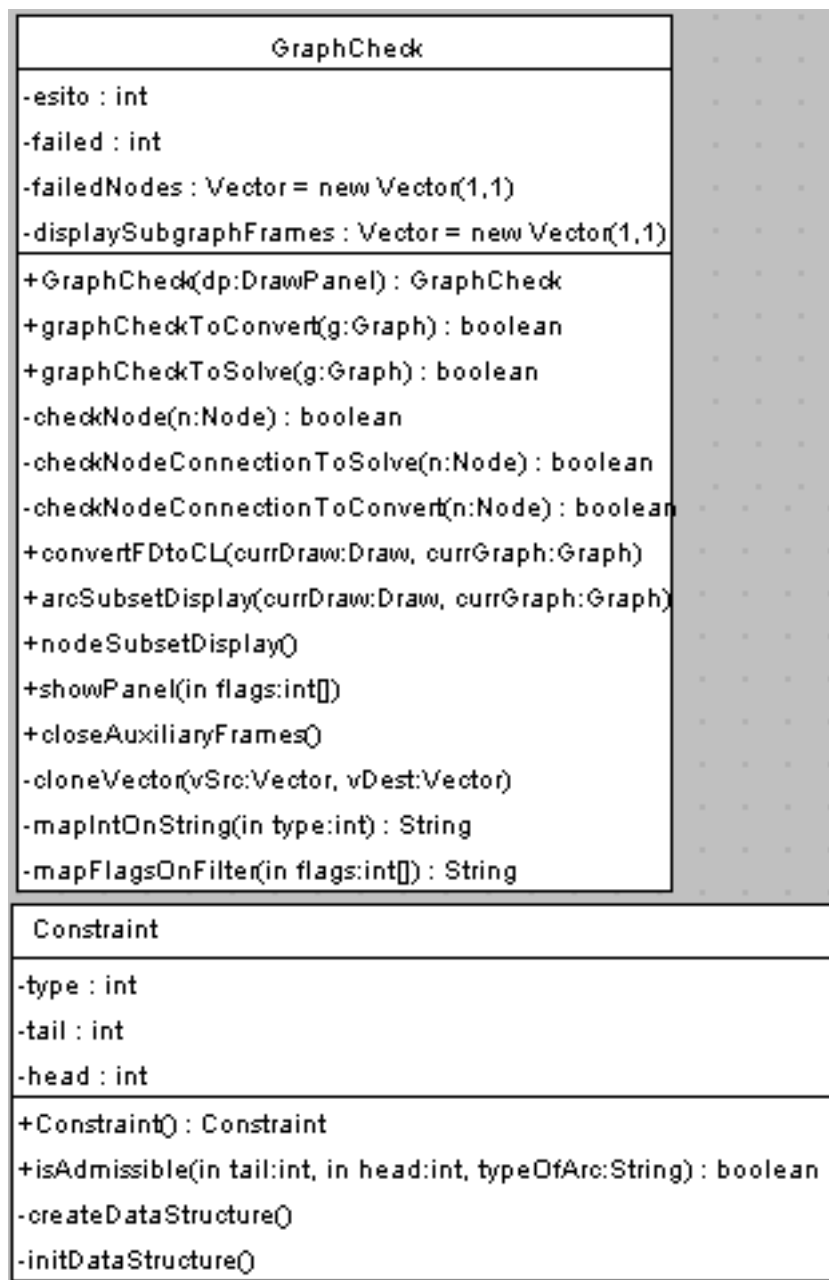 GraphCheck
-esito : int
-failed : int
-failedNodes : Vector = new Vector(1,1)
-displaySubgraphFrames : Vector = new Vector(1,1)
+GraphCheck(dp:DrawPanel) : GraphCheck
+graphCheckToConvert(g:Graph) : boolean
+graphCheckToSolve(g:Graph) : boolean
-checkNode(n:Node) : boolean
-checkNodeConnectionToSolve(n:Node) : boolean
-checkNodeConnectionToConvert(n:Node) : boolean
+convertFDtoCL(currDraw:Draw, currGraph:Graph)
+arcSubsetDisplay(currDraw:Draw, currGraph:Graph)
+nodeSubsetDisplay()
+showPanel(in flags:int[])
+closeAuxiliaryFrames()
-cloneVector(vSrc:Vector, vDest:Vector)
-mapIntOnString(in type:int) : String
-mapFlagsOnFilter(in flags:int[]) : String
Constraint
-type : int
-tail : int
-head : int
+Constraint() : Constraint
+isAdmissible(in tail:int, in head:int, typeOfArc:String) : boolean
-createDataStructure()
-initDataStructure()